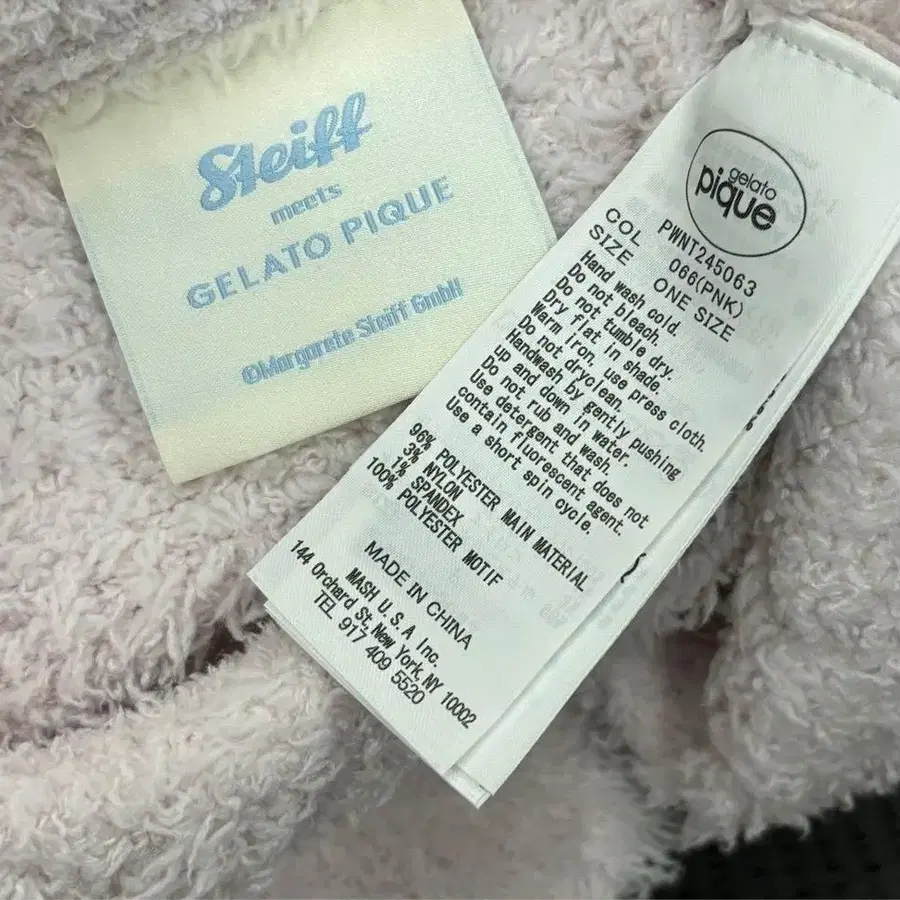 Steiff
meets
GELATO PIQUE
©Margarete Steiff GmbH
gelato
pique
PWNT245063
COL 066(PNK)
SIZE ONE SIZE
Hand wash cold.
Do not bleach.
Do not tumble dry.
Dry flat in shade.
Warm iron, use press cloth.
Do not dryclean.
Handwash by gently pushing
up and down in water.
Do not rub and wash.
Use detergent that does not
contain fluorescent agent.
Use a short spin cycle.
96% POLYESTER MAIN MATERIAL
3% NYLON
1% SPANDEX
100% POLYESTER MOTIF
MADE IN CHINA
MASH U.S.A Inc.
144 Orchard St, New York, NY 10002
TEL 917 409 5520